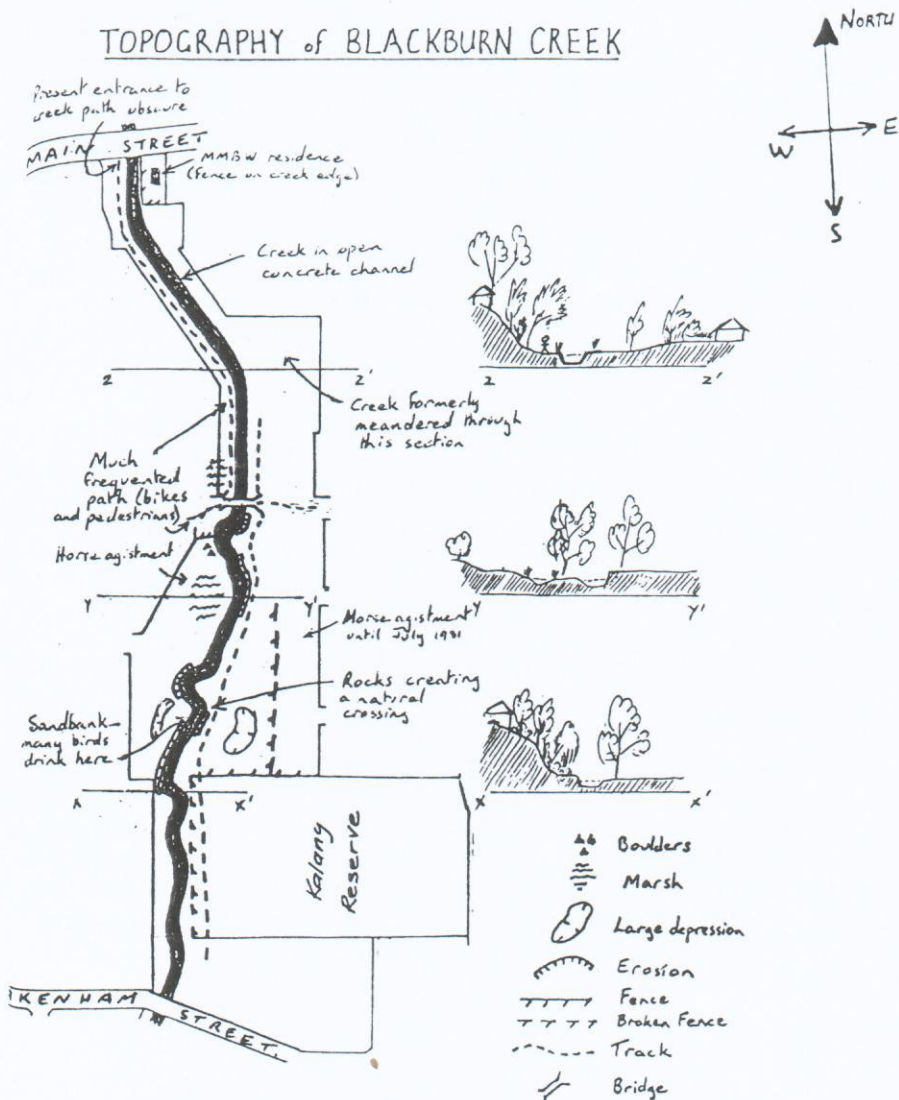 TOPOGRAPHY of BLACKBURN CREEK
NORTH
W
E
S
Present entrance to
creek path obscure
MAIN STREET
MMBW residence
(Fence on creek edge)
Creek in open
concrete channel
2
2'
2
2'
Creek formerly
meandered through
this section
Much
frequented
path (bikes
and pedestrians)
Horse agistment
Y
Y'
Y
Y'
Horse agistment
until July 1981
Rocks creating
a natural
crossing
Sandbank -
many birds
drink here
X
X'
X
X'
Kalang
Reserve
KENHAM
STREET.
Boulders
Marsh
Large depression
Erosion
Fence
Broken Fence
Track
Bridge